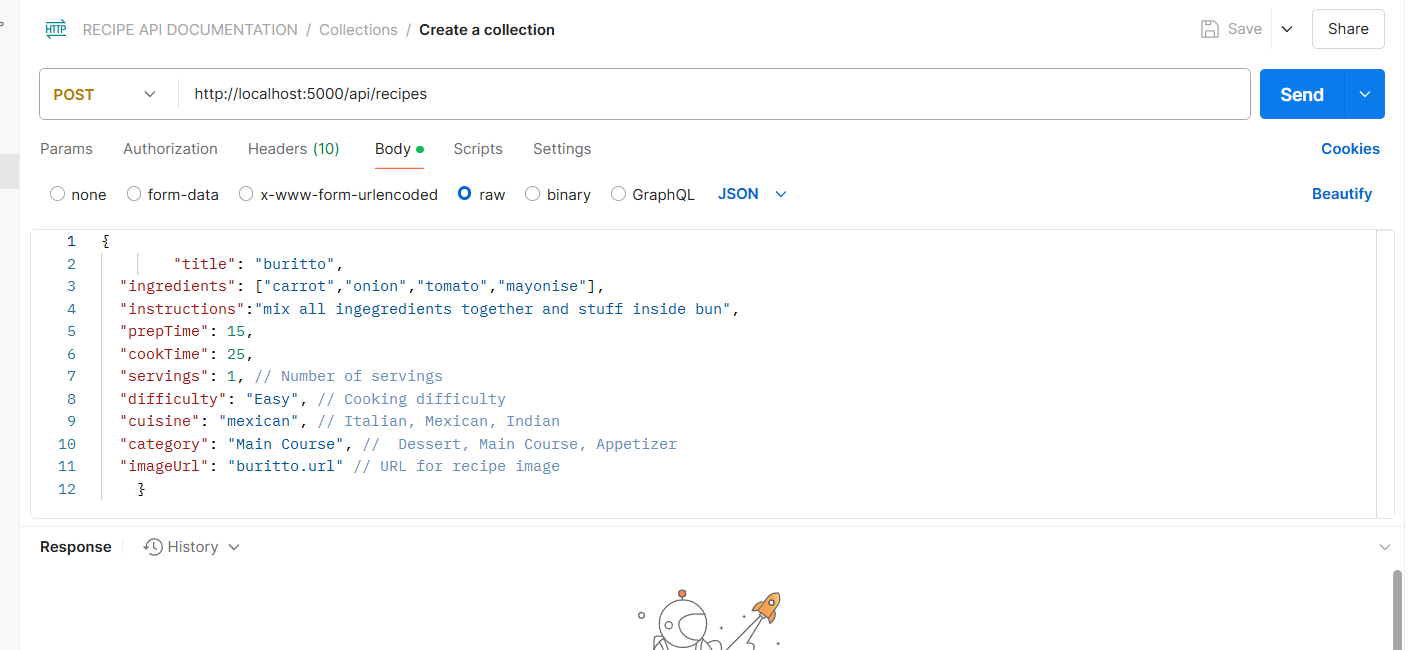 HTTP RECIPE API DOCUMENTATION / Collections / Create a collection Save Share
POST http://localhost:5000/api/recipes Send
Params Authorization Headers (10) Body Scripts Settings Cookies
none form-data x-www-form-urlencoded raw binary GraphQL JSON Beautify
1 {
2 "title": "buritto",
3 "ingredients": ["carrot","onion","tomato","mayonise"],
4 "instructions":"mix all ingegredients together and stuff inside bun",
5 "prepTime": 15,
6 "cookTime": 25,
7 "servings": 1, // Number of servings
8 "difficulty": "Easy", // Cooking difficulty
9 "cuisine": "mexican", // Italian, Mexican, Indian
10 "category": "Main Course", //  Dessert, Main Course, Appetizer
11 "imageUrl": "buritto.url" // URL for recipe image
12 }
Response History